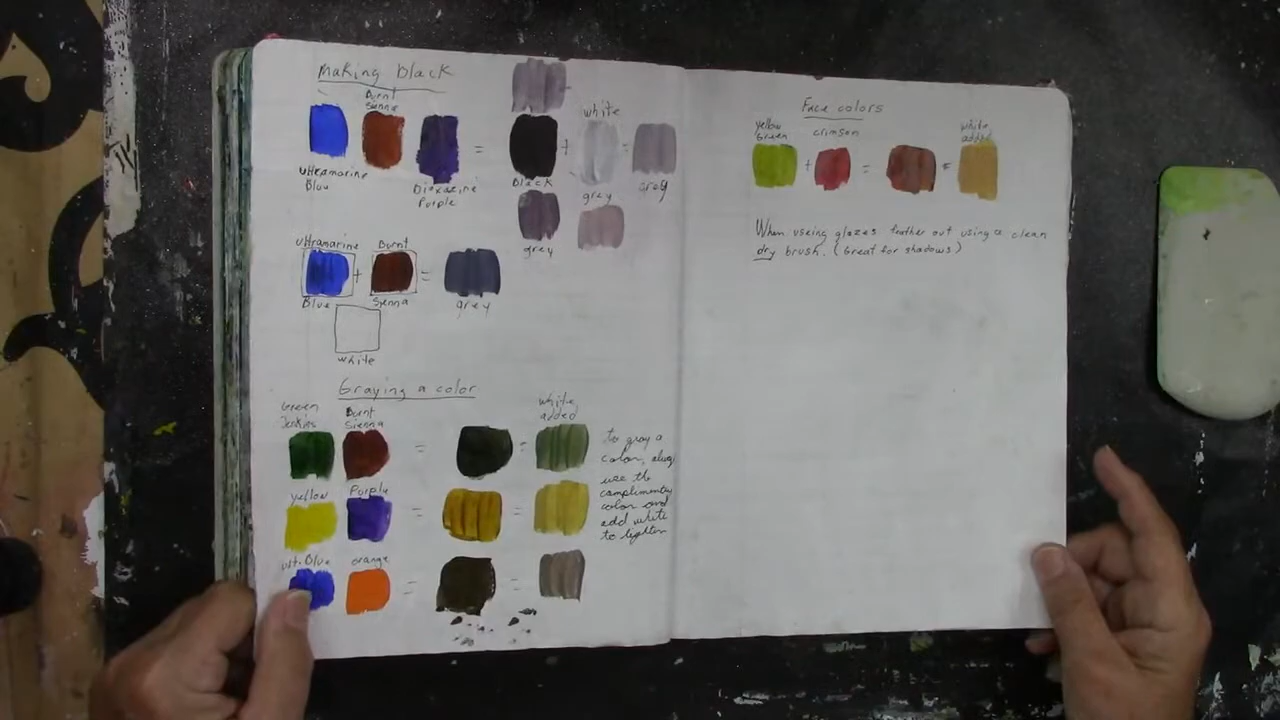 Making black
Burnt
Sienna
white
Ultramarine
Blue
Dioxazine
Purple
Black
grey
grey
grey
Ultramarine
Burnt
+
=
Blue
Sienna
grey
white
Graying a color
Green
Burnt
Sienna
White
added
=
=
yellow
Purple
=
=
Ult. Blue
orange
=
=
to gray a
color,
use the
complimentary
color and
add white
to lighten
Face colors
yellow
Green
crimson
white
added
+
=
=
When useing glazes feather out using a clean
dry brush. (Great for shadows)